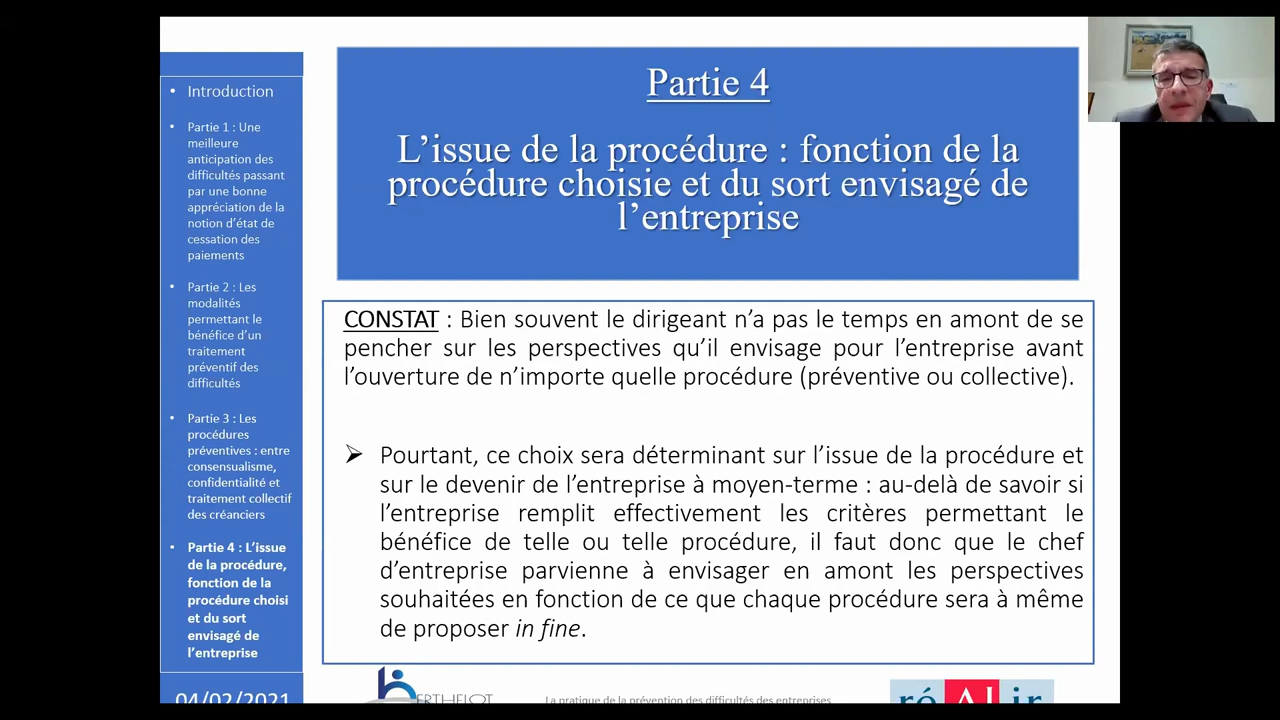 • Introduction
• Partie 1 : Une
meilleure
anticipation des
difficultés passant
par une bonne
appréciation de la
notion d'état de
cessation des
paiements
• Partie 2 : Les
modalités
permettant le
bénéfice d'un
traitement
préventif des
difficultés
• Partie 3 : Les
procédures
préventives : entre
consensualisme,
confidentialité et
traitement collectif
des créanciers
• Partie 4 : L'issue
de la procédure,
fonction de la
procédure choisi
et du sort
envisagé de
l'entreprise
04/02/2021
Partie 4
L'issue de la procédure : fonction de la
procédure choisie et du sort envisagé de
l'entreprise
CONSTAT : Bien souvent le dirigeant n'a pas le temps en amont de se
pencher sur les perspectives qu'il envisage pour l'entreprise avant
l'ouverture de n'importe quelle procédure (préventive ou collective).
➢ Pourtant, ce choix sera déterminant sur l'issue de la procédure et
sur le devenir de l'entreprise à moyen-terme : au-delà de savoir si
l'entreprise remplit effectivement les critères permettant le
bénéfice de telle ou telle procédure, il faut donc que le chef
d'entreprise parvienne à envisager en amont les perspectives
souhaitées en fonction de ce que chaque procédure sera à même
de proposer in fine.
BERTHELOT
La pratique de la prévention des difficultés des entreprises
réAgir